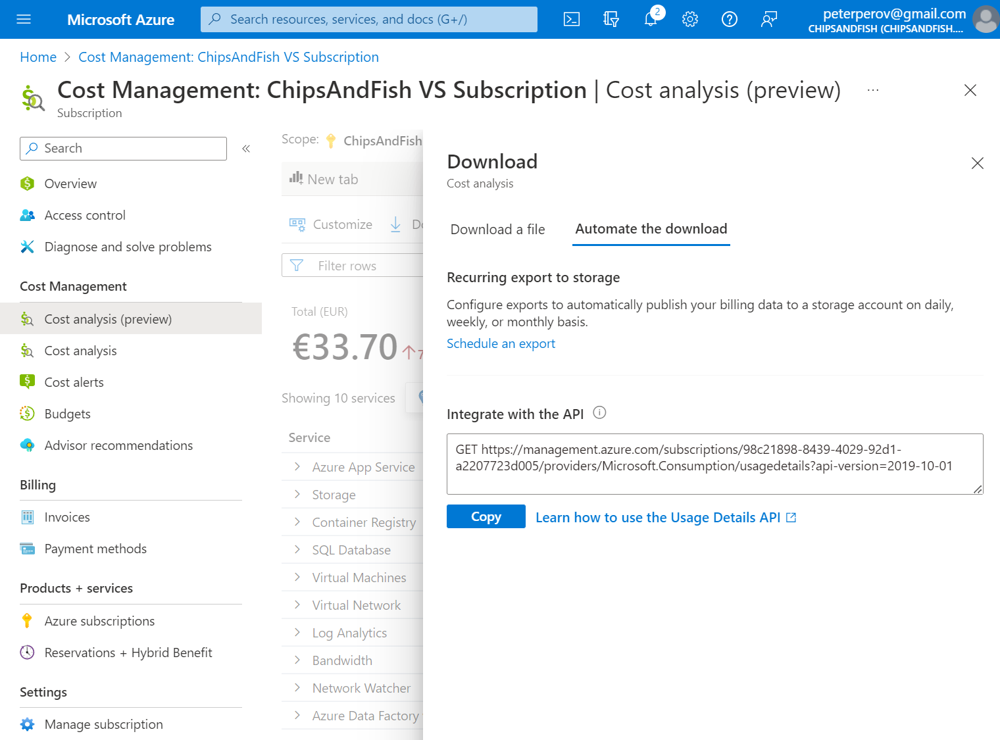 Microsoft Azure
Search resources, services, and docs (G+/)
2
peterperov@gmail.com
CHIPSANDFISH (CHIPSANDFISH....
Home > Cost Management: ChipsAndFish VS Subscription
Cost Management: ChipsAndFish VS Subscription | Cost analysis (preview) ...
Subscription
Search
«
Overview
Access control
Diagnose and solve problems
Cost Management
Cost analysis (preview)
Cost analysis
Cost alerts
Budgets
Advisor recommendations
Billing
Invoices
Payment methods
Products + services
Azure subscriptions
Reservations + Hybrid Benefit
Settings
Manage subscription
Scope: ChipsAndFish
New tab
Customize
Filter rows
Total (EUR)
€33.70 ↑7
Showing 10 services
Service
Azure App Service
Storage
Container Registry
SQL Database
Virtual Machines
Virtual Network
Log Analytics
Bandwidth
Network Watcher
Azure Data Factory
Download
Cost analysis
Download a file
Automate the download
Recurring export to storage
Configure exports to automatically publish your billing data to a storage account on daily,
weekly, or monthly basis.
Schedule an export
Integrate with the API
GET https://management.azure.com/subscriptions/98c21898-8439-4029-92d1-
a2207723d005/providers/Microsoft.Consumption/usagedetails?api-version=2019-10-01
Copy
Learn how to use the Usage Details API